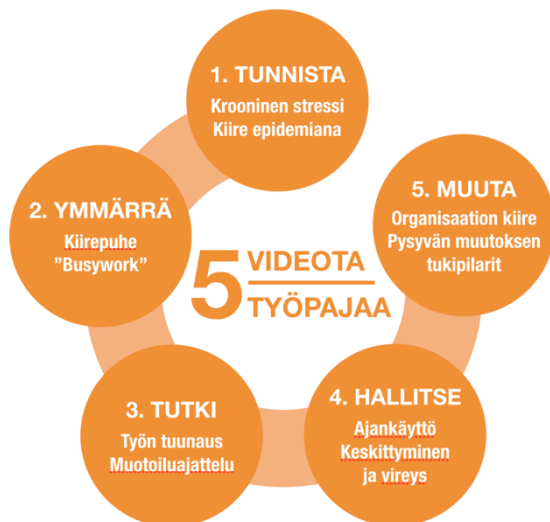 1. TUNNISTA
Krooninen stressi
Kiire epidemiana
2. YMMÄRRÄ
Kiirepuhe
”Busywork”
3. TUTKI
Työn tuunaus
Muotoiluajattelu
4. HALLITSE
Ajankäyttö
Keskittyminen
ja vireys
5. MUUTA
Organisaation kiire
Pysyvän muutoksen
tukipilarit
5 VIDEOTA
TYÖPAJAA